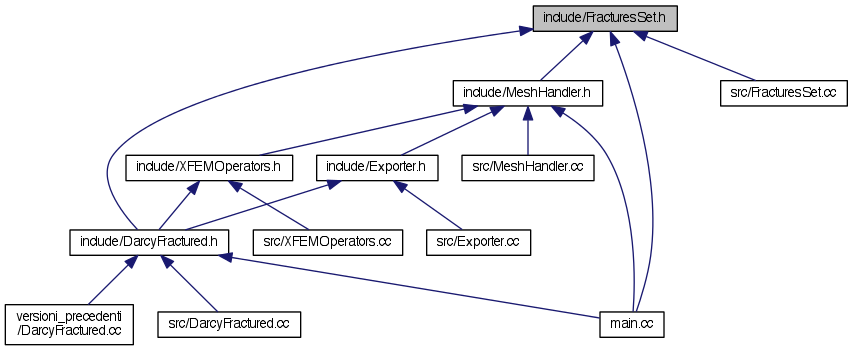 include/FracturesSet.h
include/MeshHandler.h
src/FracturesSet.cc
include/XFEMOperators.h
include/Exporter.h
src/MeshHandler.cc
include/DarcyFractured.h
src/XFEMOperators.cc
src/Exporter.cc
versioni_precedenti
/DarcyFractured.cc
src/DarcyFractured.cc
main.cc